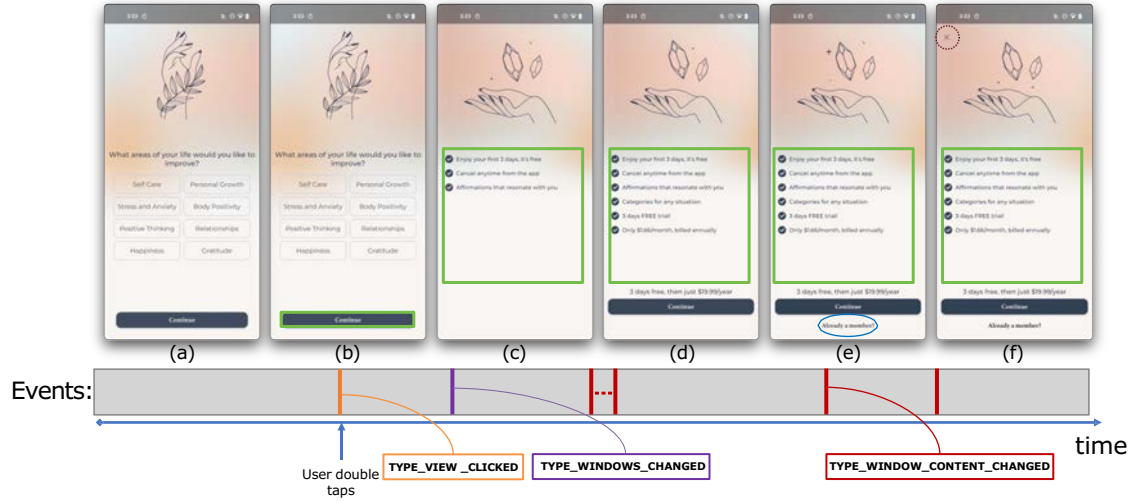 3:33
What areas of your life would you like to
improve?
Self Care
Personal Growth
Stress and Anxiety
Body Positivity
Positive Thinking
Relationships
Happiness
Gratitude
Continue
(a)
3:33
What areas of your life would you like to
improve?
Self Care
Personal Growth
Stress and Anxiety
Body Positivity
Positive Thinking
Relationships
Happiness
Gratitude
Continue
(b)
Enjoy your first 3 days, it's free
Cancel anytime from the app
Affirmations that resonate with you
(c)
Enjoy your first 3 days, it's free
Cancel anytime from the app
Affirmations that resonate with you
Categories for any situation
3 days FREE trial!
Only $1.66/month, billed annually
3 days free, then just $19.99/year
Continue
(d)
Enjoy your first 3 days, it's free
Cancel anytime from the app
Affirmations that resonate with you
Categories for any situation
3 days FREE trial!
Only $1.66/month, billed annually
3 days free, then just $19.99/year
Continue
Already a member?
(e)
Enjoy your first 3 days, it's free
Cancel anytime from the app
Affirmations that resonate with you
Categories for any situation
3 days FREE trial!
Only $1.66/month, billed annually
3 days free, then just $19.99/year
Continue
Already a member?
(f)
Events:
time
User double
taps
TYPE_VIEW _CLICKED
TYPE_WINDOWS_CHANGED
TYPE_WINDOW_CONTENT_CHANGED